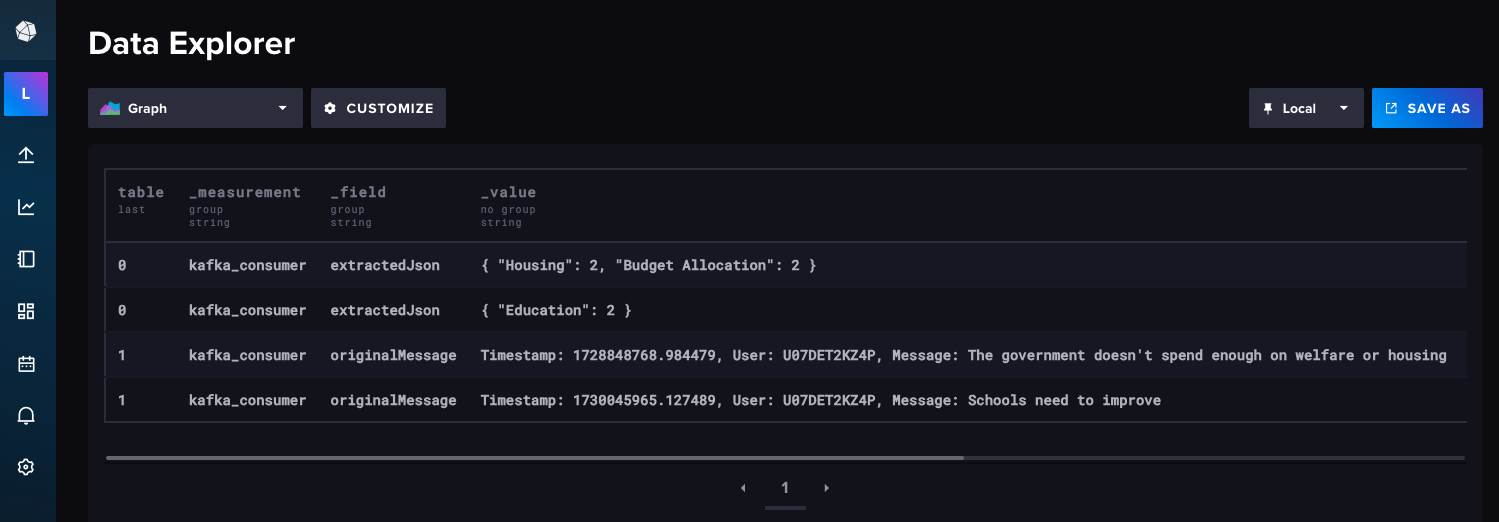 Data Explorer
L
Graph
CUSTOMIZE
Local
SAVE AS
table _measurement _field _value
last group group no group
string string string
0 kafka_consumer extractedJson { "Housing": 2, "Budget Allocation": 2 }
0 kafka_consumer extractedJson { "Education": 2 }
1 kafka_consumer originalMessage Timestamp: 1728848768.984479, User: U07DET2KZ4P, Message: The government doesn't spend enough on welfare or housing
1 kafka_consumer originalMessage Timestamp: 1730045965.127489, User: U07DET2KZ4P, Message: Schools need to improve
1